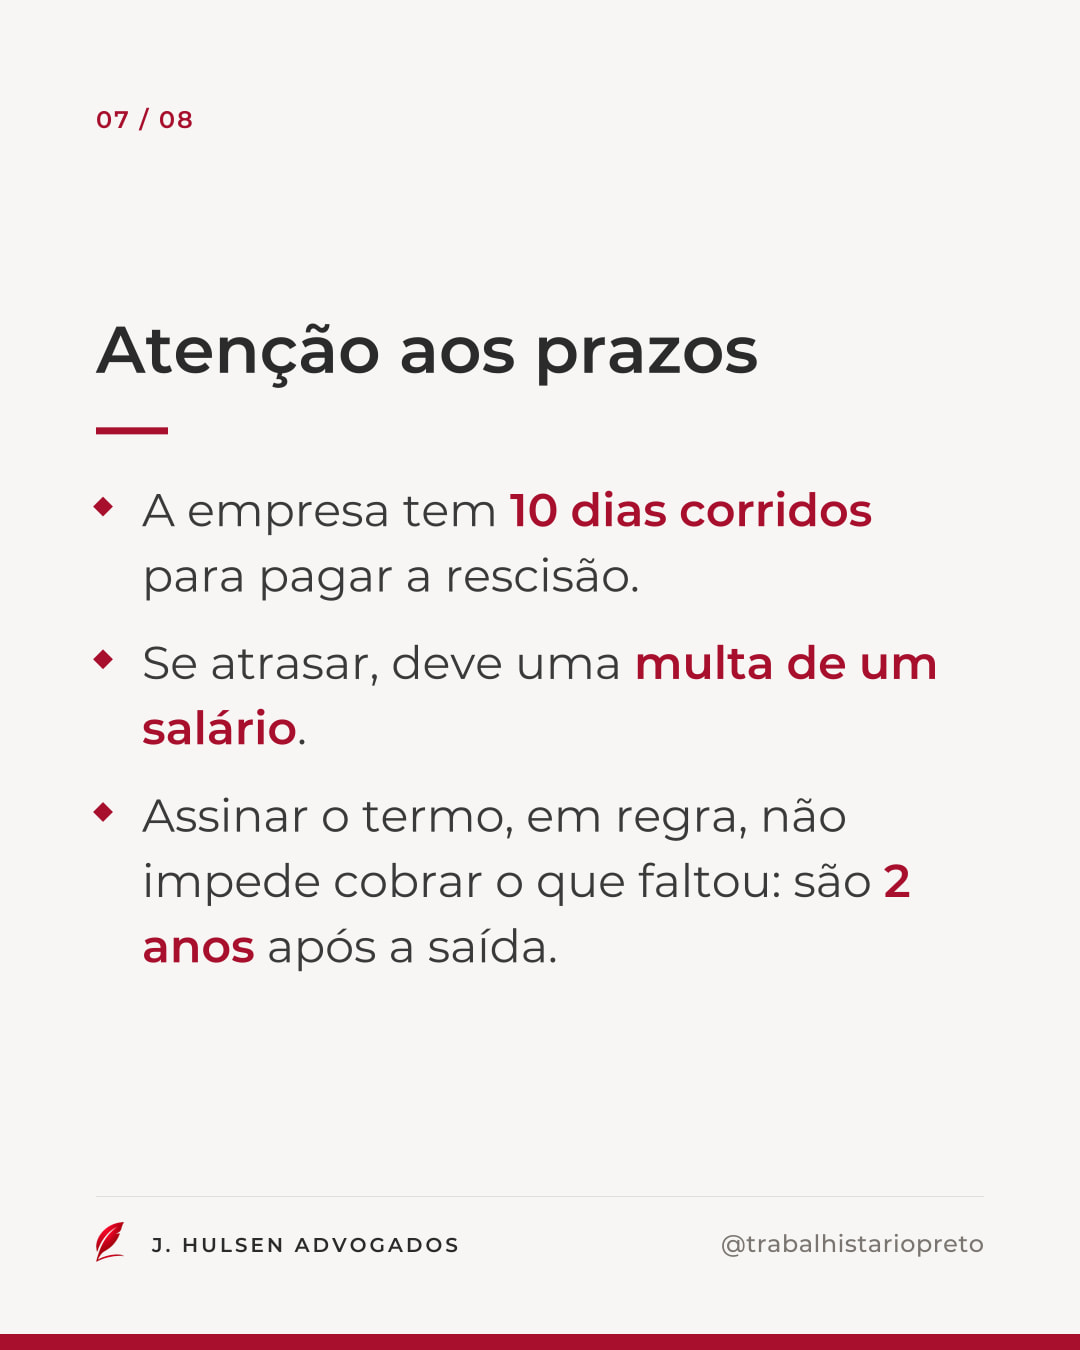 07 / 08
Atenção aos prazos
A empresa tem 10 dias corridos
para pagar a rescisão.
Se atrasar, deve uma multa de um
salário.
Assinar o termo, em regra, não
impede cobrar o que faltou: são 2
anos após a saída.
J. HULSEN ADVOGADOS
@trabalhistariopreto